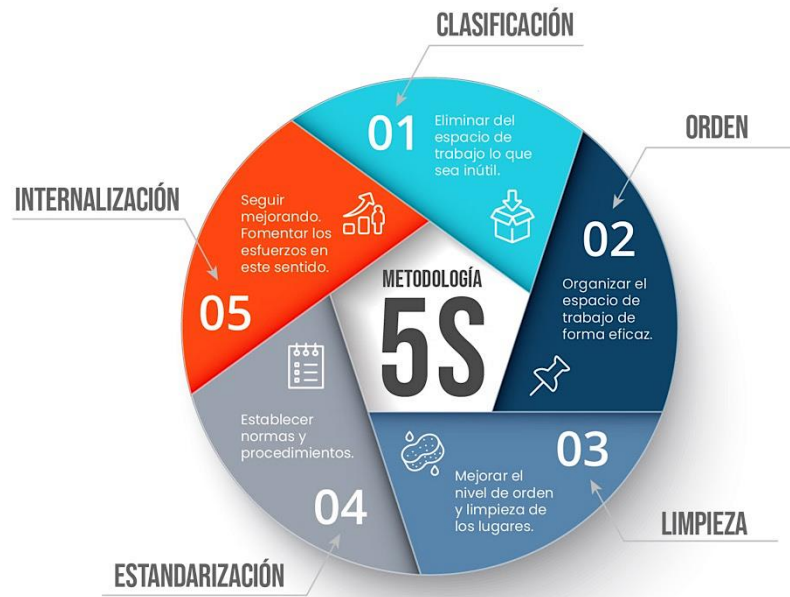 CLASIFICACIÓN
01
Eliminar del
espacio de
trabajo lo que
sea inútil.
ORDEN
02
Organizar el
espacio de
trabajo de
forma eficaz.
LIMPIEZA
03
Mejorar el
nivel de orden
y limpieza de
los lugares.
ESTANDARIZACIÓN
04
Establecer
normas y
procedimientos.
INTERNALIZACIÓN
05
Seguir
mejorando.
Fomentar los
esfuerzos en
este sentido.
METODOLOGÍA
5S